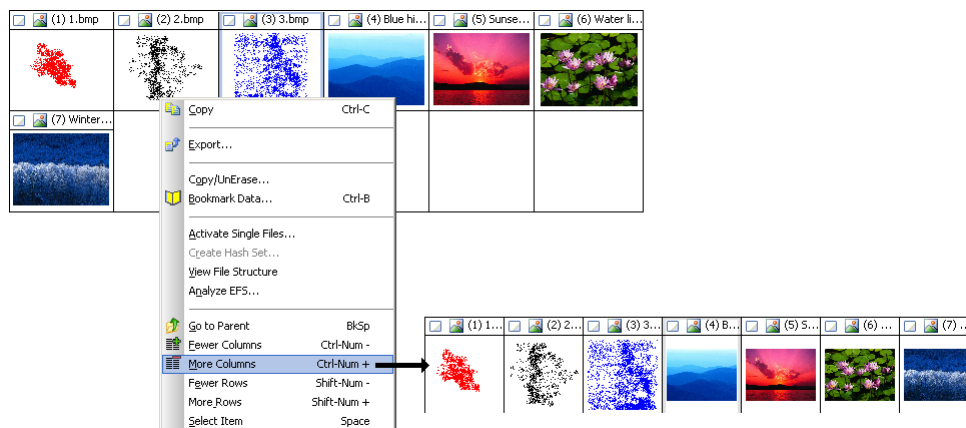 (1) 1.bmp
(2) 2.bmp
(3) 3.bmp
(4) Blue hi...
(5) Sunse...
(6) Water li...
(7) Winter...
Copy Ctrl-C
Export...
Copy/UnErase...
Bookmark Data... Ctrl-B
Activate Single Files...
Create Hash Set...
View File Structure
Analyze EFS...
Go to Parent BkSp
Fewer Columns Ctrl-Num -
More Columns Ctrl-Num +
Fewer Rows Shift-Num -
More Rows Shift-Num +
Select Item Space
(1) 1...
(2) 2...
(3) 3...
(4) B...
(5) S...
(6) ...
(7) ...